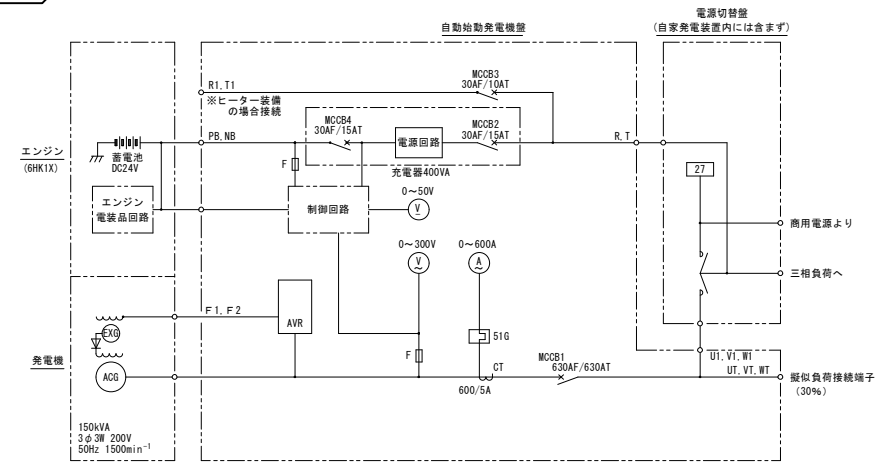 電源切替盤
(自家発電装置内には含まず)
自動始動発電機盤
R1, T1
※ヒーター装備
の場合接続
MCCB3
30AF/10AT
MCCB4
30AF/15AT
電源回路
MCCB2
30AF/15AT
充電器400VA
PB, NB
R, T
エンジン
(6HK1X)
蓄電池
DC24V
F
27
エンジン
電装品回路
制御回路
0～50V
V
商用電源より
0～300V
V
～
0～600A
A
～
三相負荷へ
F1, F2
AVR
EXG
51G
F
発電機
ACG
CT
600/5A
MCCB1
630AF/630AT
U1, V1, W1
UT, VT, WT
擬似負荷接続端子
(30%)
150kVA
3φ3W 200V
50Hz 1500min⁻¹